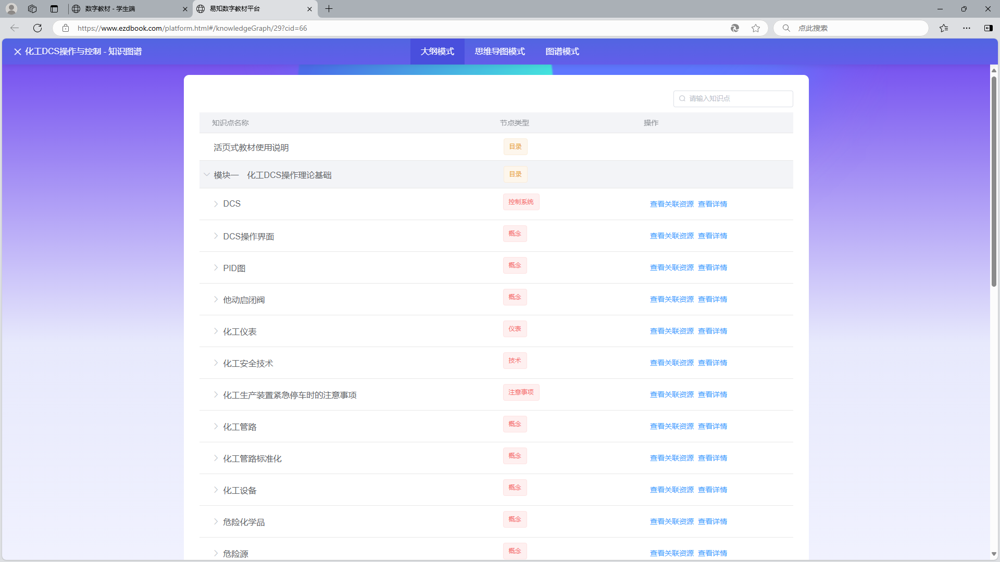 数字教材 - 学生端
易知数字教材平台
https://www.ezdbook.com/platform.html#/knowledgeGraph/29?cid=66
点此搜索
化工DCS操作与控制 - 知识图谱
大纲模式 思维导图模式 图谱模式
请输入知识点
知识点名称 节点类型 操作
活页式教材使用说明 目录
模块一 化工DCS操作理论基础 目录
DCS 控制系统 查看关联资源 查看详情
DCS操作界面 概念 查看关联资源 查看详情
PID图 概念 查看关联资源 查看详情
他动启闭阀 概念 查看关联资源 查看详情
化工仪表 仪表 查看关联资源 查看详情
化工安全技术 技术 查看关联资源 查看详情
化工生产装置紧急停车时的注意事项 注意事项 查看关联资源 查看详情
化工管路 概念 查看关联资源 查看详情
化工管路标准化 概念 查看关联资源 查看详情
化工设备 概念 查看关联资源 查看详情
危险化学品 概念 查看关联资源 查看详情
危险源 概念 查看关联资源 查看详情